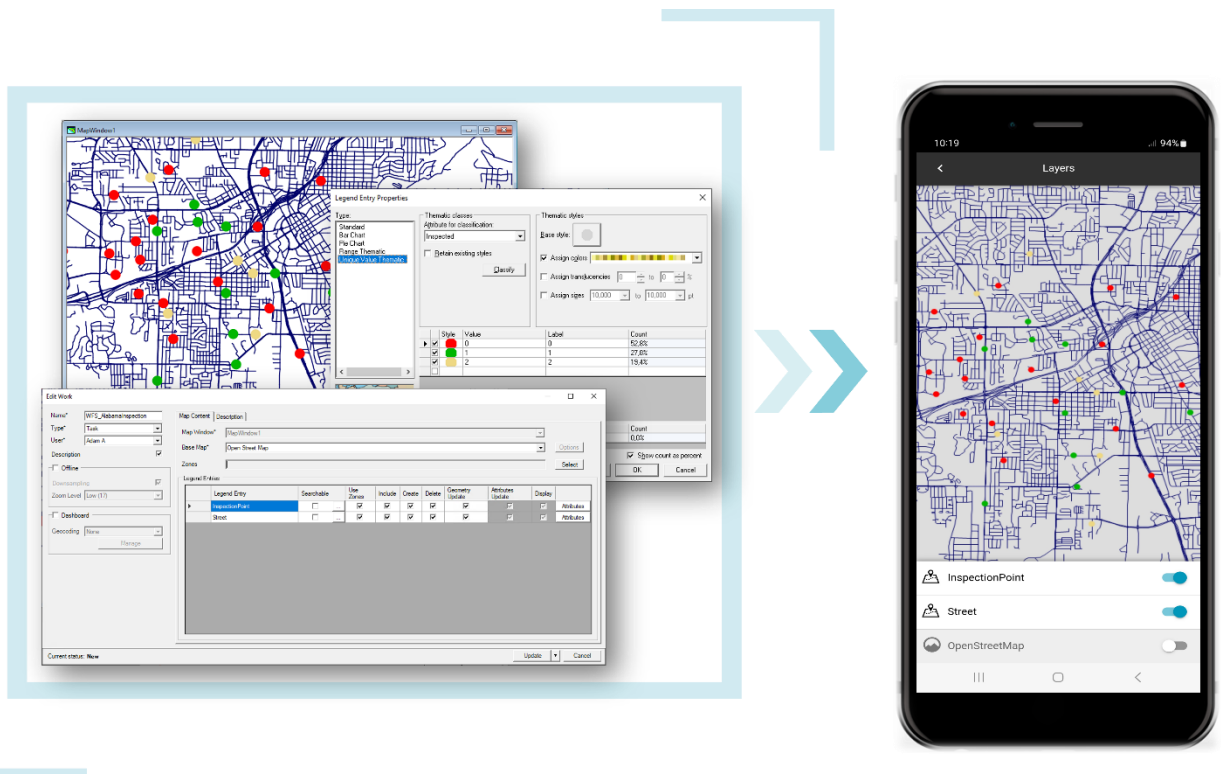 MapWindow1
Legend Entry Properties
Type:
Standard
Bar Chart
Pie Chart
Range Thematic
Unique Value Thematic
Thematic classes
Attribute for classification:
Inspected
Retain existing styles
Classify
Thematic styles
Base style:
Assign colors
Assign translucencies 0 to 0 %
Assign sizes 10,000 to 10,000 pt
Style Value Label Count
0 0 52,8%
1 1 27,8%
2 2 19,4%
Count
0,0%
Show count as percent
OK Cancel
Edit Work
Name* WFS_AlabamaInspection
Type* Task
User* Adam A
Description
Offline
Downsampling
Zoom Level Low (17)
Dashboard
Geocoding None
Manage
Map Content Description
Map Window* MapWindow1
Base Map* Open Street Map Options
Zones Select
Legend Entries
Legend Entry Searchable Use Zones Include Create Delete Geometry Update Attributes Update Display
InspectionPoint ... Attributes
Street ... Attributes
Current status: New
Update Cancel
10:19 94%
Layers
InspectionPoint
Street
OpenStreetMap